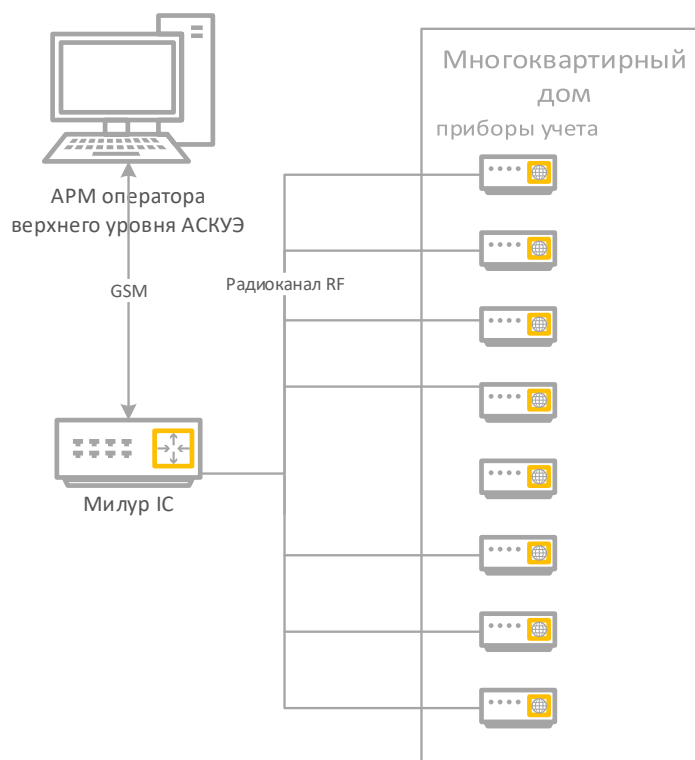 Многоквартирный
дом
приборы учета
АРМ оператора
верхнего уровня АСКУЭ
GSM
Радиоканал RF
Милур IC